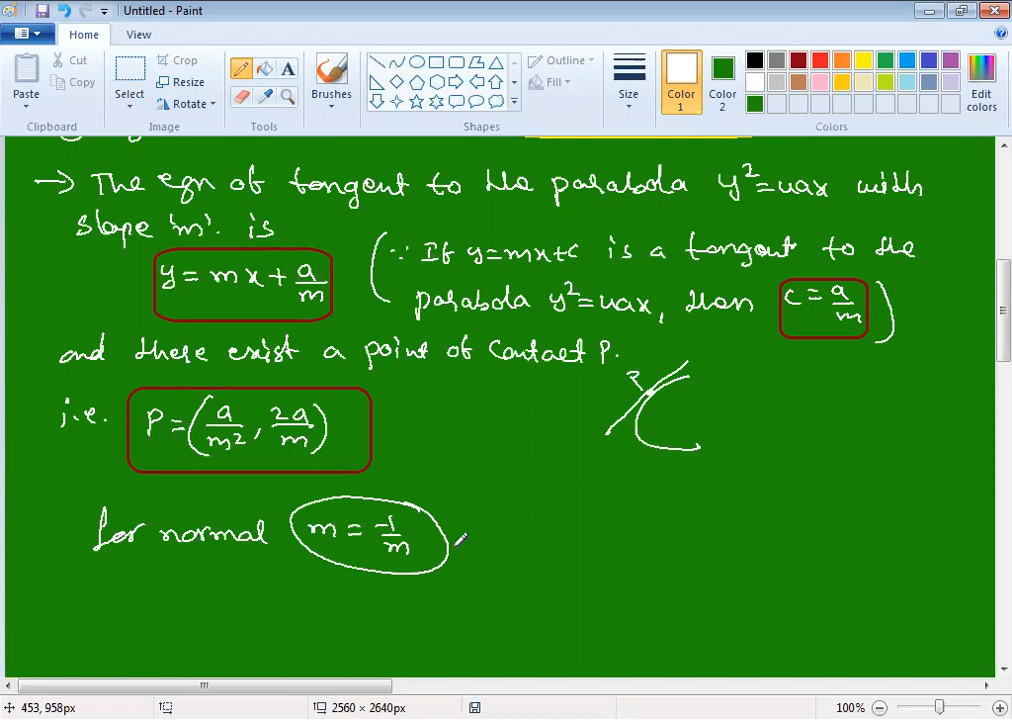 Untitled - Paint
Home
View
Paste
Cut
Copy
Clipboard
Select
Crop
Resize
Rotate
Image
A
Tools
Brushes
Outline
Fill
Shapes
Size
Color 1
Color 2
Edit colors
Colors
→ The eqn of tangent to the parabola y²=4ax with
slope 'm'. is
y = mx + a/m
(∵ If y=mx+c is a tangent to the
parabola y²=4ax, then c = a/m)
and there exist a point of Contact P.
P
i.e. P = (a/m², 2a/m)
for normal m = -1/m
453, 958px
2560 × 2640px
100%